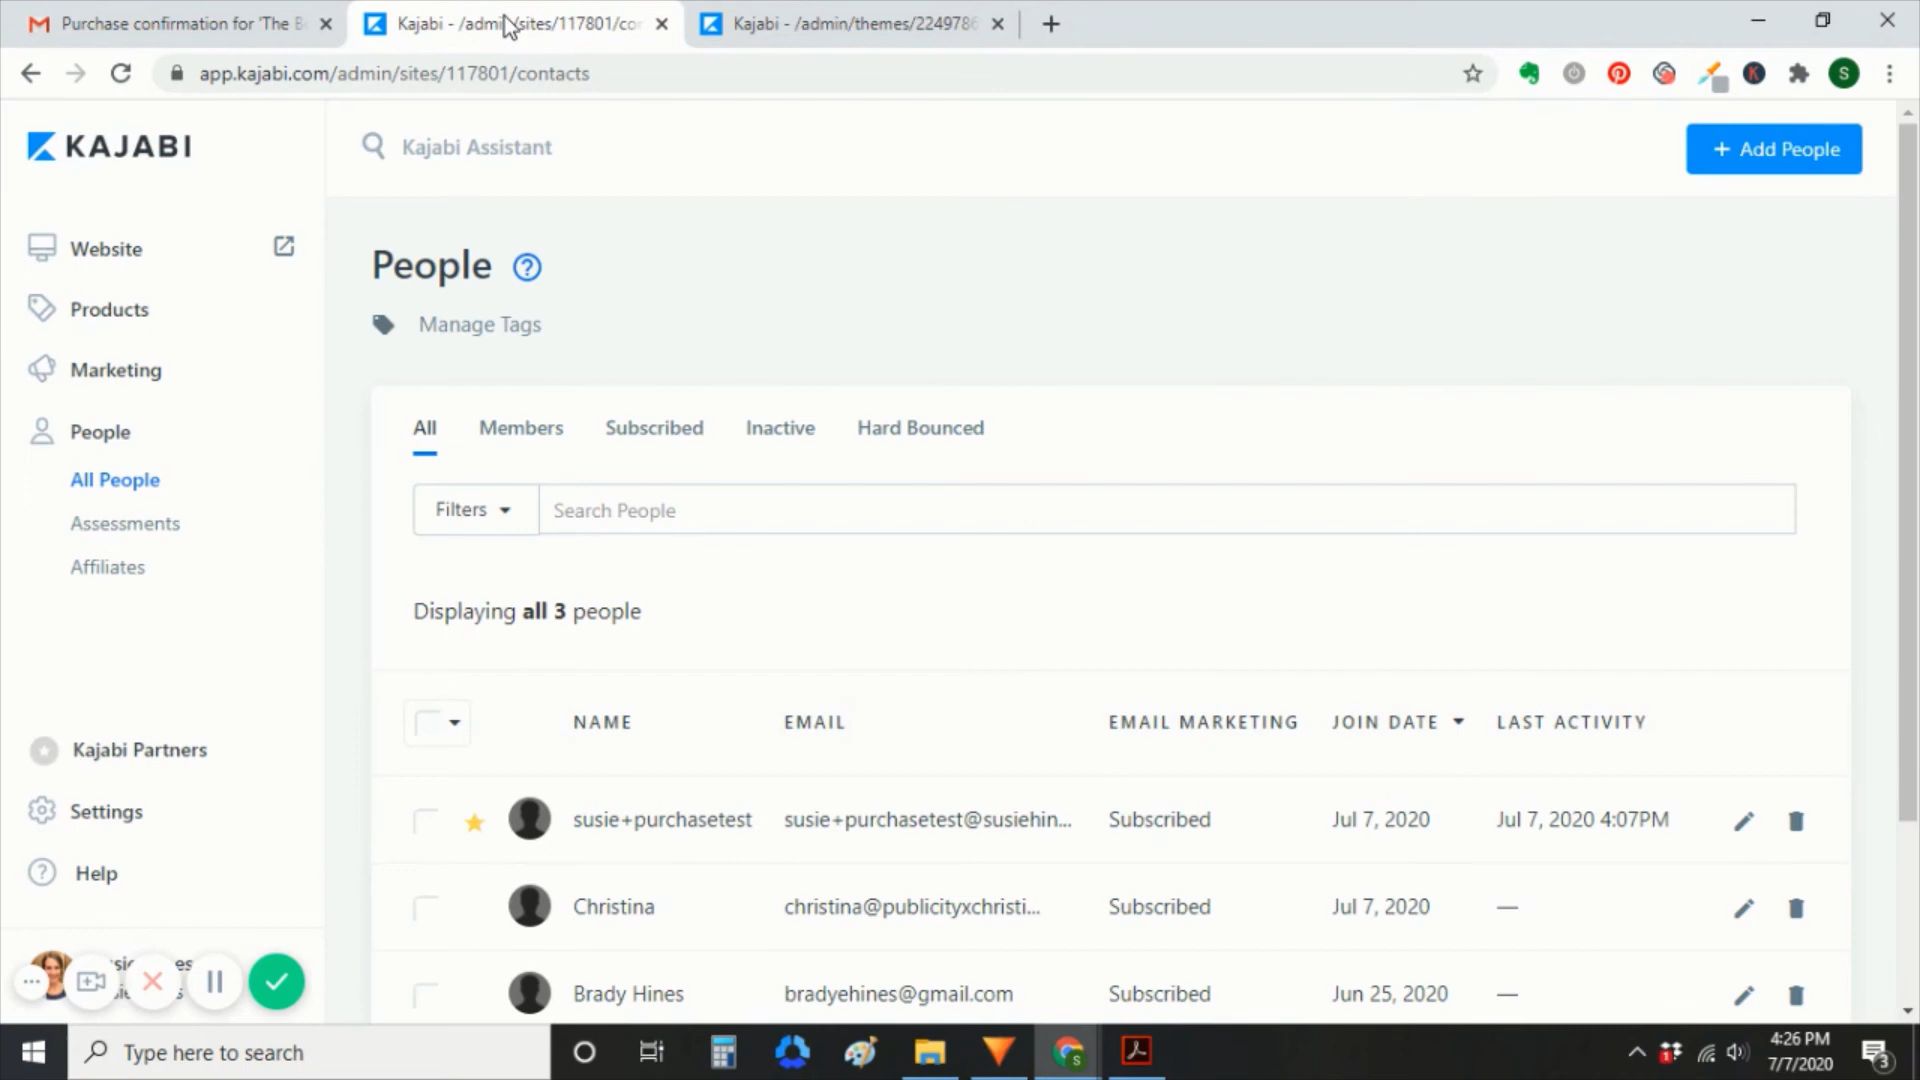 Purchase confirmation for 'The B
Kajabi - /admin/sites/117801/co
Kajabi - /admin/themes/2249786
app.kajabi.com/admin/sites/117801/contacts
S
KAJABI
Kajabi Assistant
+ Add People
Website
Products
Marketing
People
All People
Assessments
Affiliates
Kajabi Partners
Settings
Help
People
Manage Tags
All Members Subscribed Inactive Hard Bounced
Filters Search People
Displaying all 3 people
NAME EMAIL EMAIL MARKETING JOIN DATE LAST ACTIVITY
susie+purchasetest susie+purchasetest@susiehin... Subscribed Jul 7, 2020 Jul 7, 2020 4:07PM
Christina christina@publicityxchristi... Subscribed Jul 7, 2020 —
Brady Hines bradyehines@gmail.com Subscribed Jun 25, 2020 —
Type here to search
4:26 PM
7/7/2020
3